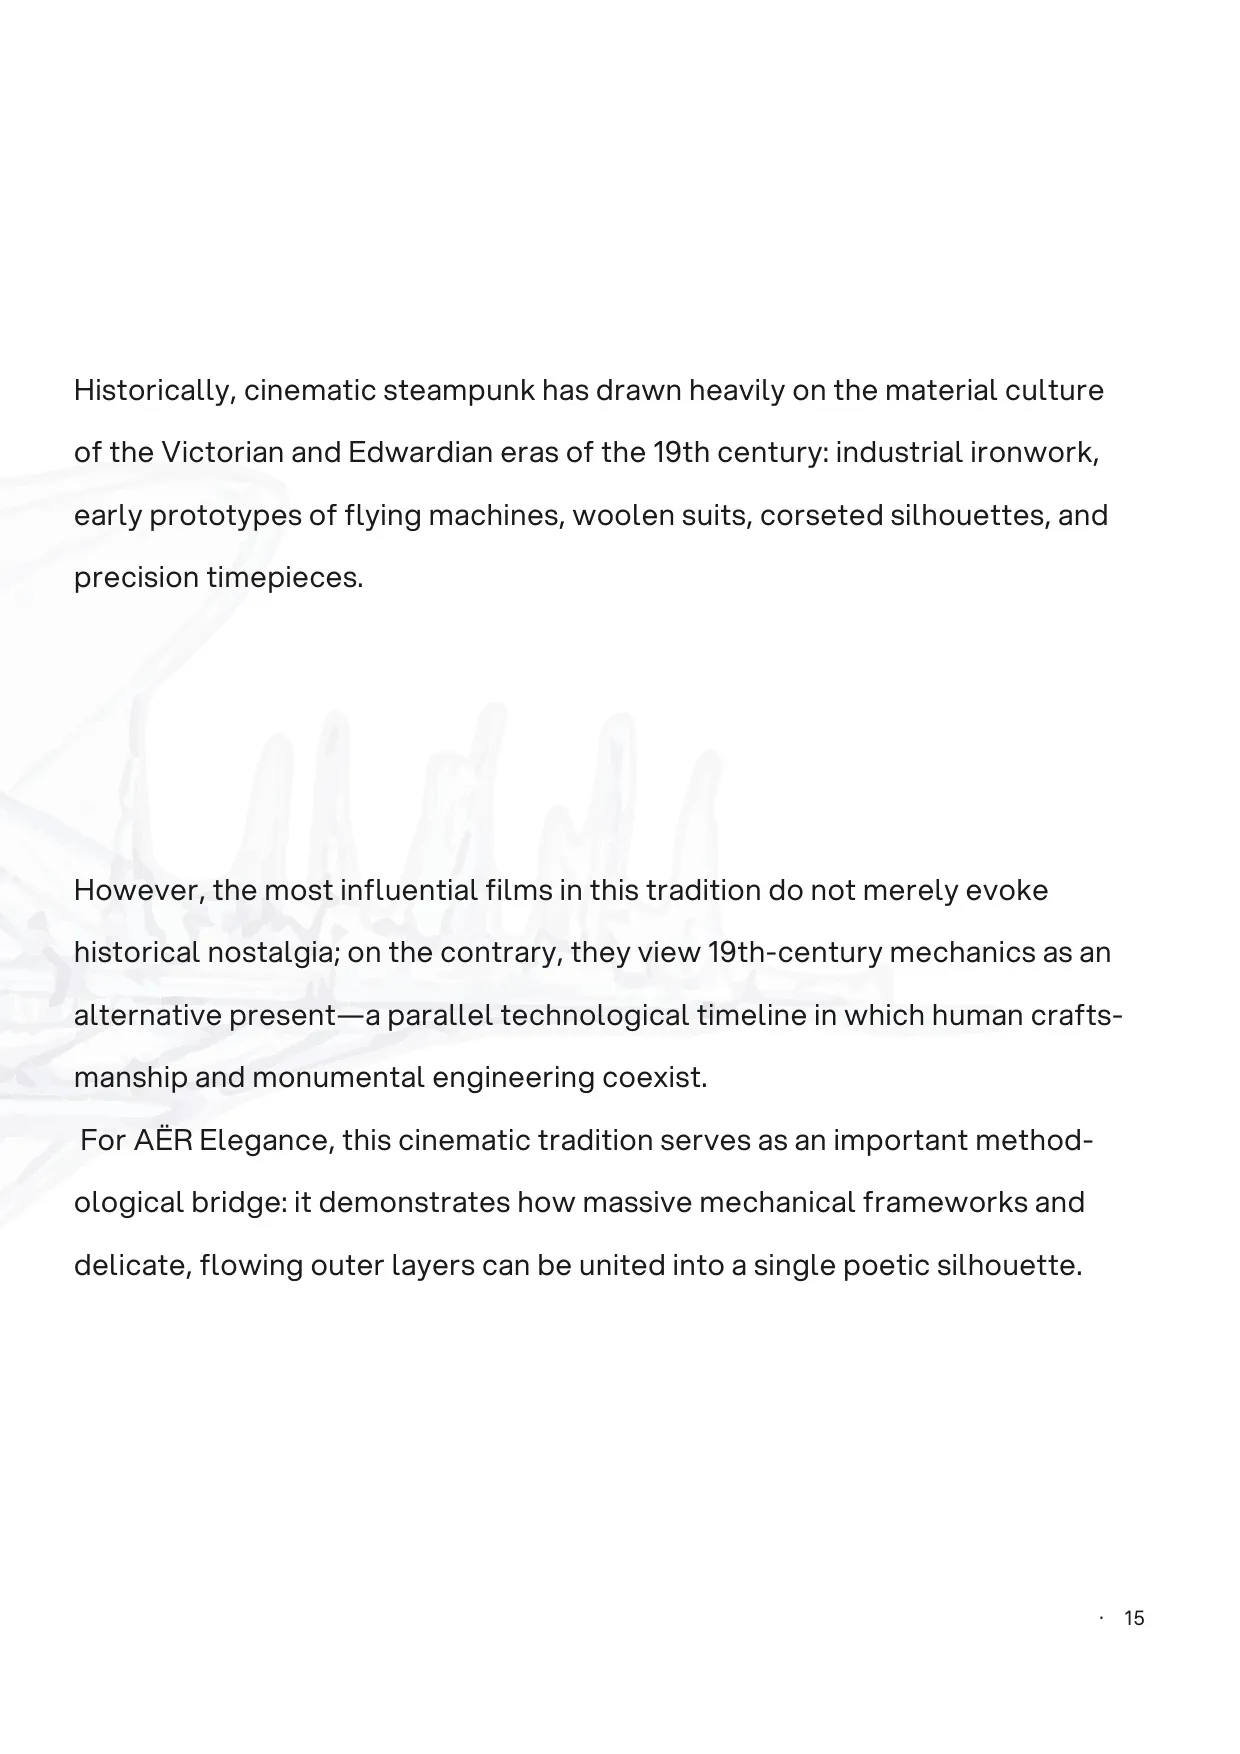 Historically, cinematic steampunk has drawn heavily on the material culture
of the Victorian and Edwardian eras of the 19th century: industrial ironwork,
early prototypes of flying machines, woolen suits, corseted silhouettes, and
precision timepieces.
However, the most influential films in this tradition do not merely evoke
historical nostalgia; on the contrary, they view 19th-century mechanics as an
alternative present—a parallel technological timeline in which human crafts-
manship and monumental engineering coexist.
For AËR Elegance, this cinematic tradition serves as an important method-
ological bridge: it demonstrates how massive mechanical frameworks and
delicate, flowing outer layers can be united into a single poetic silhouette.
· 15